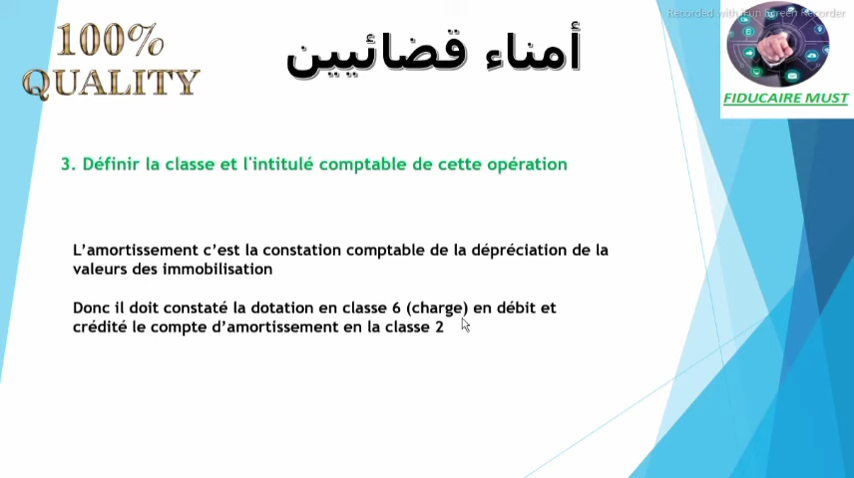 Recorded with Fun Screen Recorder
100%
QUALITY
أمناء قضائيين
FIDUCAIRE MUST
3. Définir la classe et l'intitulé comptable de cette opération
L'amortissement c'est la constation comptable de la dépréciation de la
valeurs des immobilisation
Donc il doit constaté la dotation en classe 6 (charge) en débit et
crédité le compte d'amortissement en la classe 2